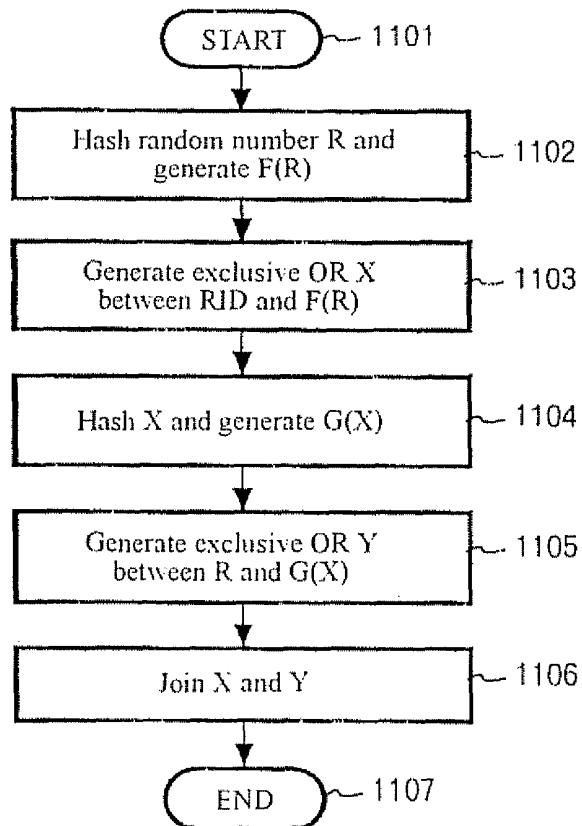 START
1101
Hash random number R and
generate F(R)
1102
Generate exclusive OR X
between RID and F(R)
1103
Hash X and generate G(X)
1104
Generate exclusive OR Y
between R and G(X)
1105
Join X and Y
1106
END
1107